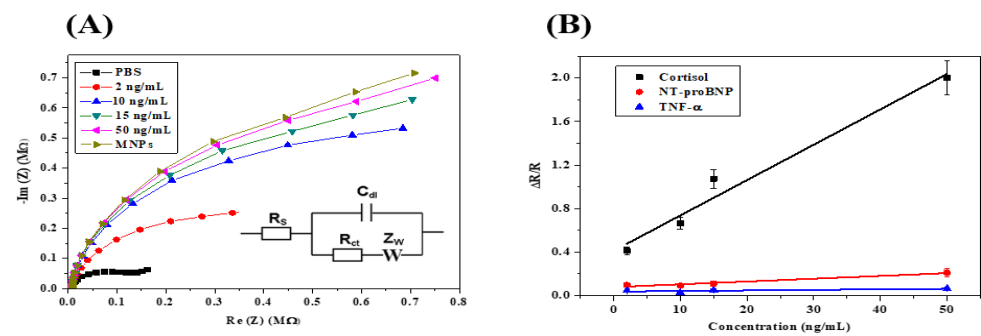 (A)
-Im (Z) (MΩ)
0.7
0.6
0.5
0.4
0.3
0.2
0.1
0.0
PBS
2 ng/mL
10 ng/mL
15 ng/mL
50 ng/mL
MNPs
Cdl
RS
Rct
ZW
W
0.0 0.1 0.2 0.3 0.4 0.5 0.6 0.7 0.8
Re (Z) (MΩ)
(B)
ΔR/R
2.0
1.6
1.2
0.8
0.4
0.0
Cortisol
NT-proBNP
TNF-α
0 10 20 30 40 50
Concentration (ng/mL)